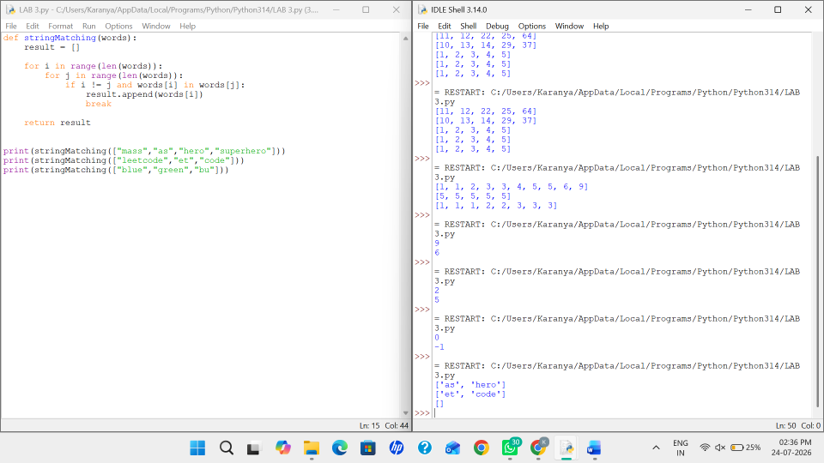 LAB 3.py - C:/Users/Karanya/AppData/Local/Programs/Python/Python314/LAB 3.py (3....
File Edit Format Run Options Window Help
def stringMatching(words):
    result = []
    for i in range(len(words)):
        for j in range(len(words)):
            if i != j and words[i] in words[j]:
                result.append(words[i])
                break
    return result
print(stringMatching(["mass","as","hero","superhero"]))
print(stringMatching(["leetcode","et","code"]))
print(stringMatching(["blue","green","bu"]))
Ln: 15 Col: 44
IDLE Shell 3.14.0
File Edit Shell Debug Options Window Help
[11, 12, 22, 25, 64]
[10, 13, 14, 29, 37]
[1, 2, 3, 4, 5]
[1, 2, 3, 4, 5]
[1, 2, 3, 4, 5]
>>>
= RESTART: C:/Users/Karanya/AppData/Local/Programs/Python/Python314/LAB
3.py
[11, 12, 22, 25, 64]
[10, 13, 14, 29, 37]
[1, 2, 3, 4, 5]
[1, 2, 3, 4, 5]
[1, 2, 3, 4, 5]
>>>
= RESTART: C:/Users/Karanya/AppData/Local/Programs/Python/Python314/LAB
3.py
[1, 1, 2, 3, 3, 4, 5, 5, 6, 9]
[5, 5, 5, 5, 5]
[1, 1, 1, 2, 2, 3, 3, 3]
>>>
= RESTART: C:/Users/Karanya/AppData/Local/Programs/Python/Python314/LAB
3.py
9
6
>>>
= RESTART: C:/Users/Karanya/AppData/Local/Programs/Python/Python314/LAB
3.py
2
5
>>>
= RESTART: C:/Users/Karanya/AppData/Local/Programs/Python/Python314/LAB
3.py
0
-1
>>>
= RESTART: C:/Users/Karanya/AppData/Local/Programs/Python/Python314/LAB
3.py
['as', 'hero']
['et', 'code']
[]
>>>
Ln: 50 Col: 0
30
ENG
IN
25%
02:36 PM
24-07-2026